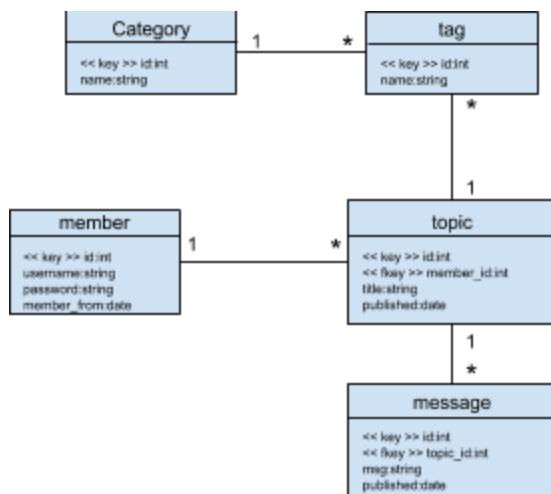 Category
<< key >> id:int
name:string
1
*
tag
<< key >> id:int
name:string
*
1
member
<< key >> id:int
username:string
password:string
member_from:date
1
*
topic
<< key >> id:int
<< fkey >> member_id:int
title:string
published:date
1
*
message
<< key >> id:int
<< fkey >> topic_id:int
msg:string
published:date